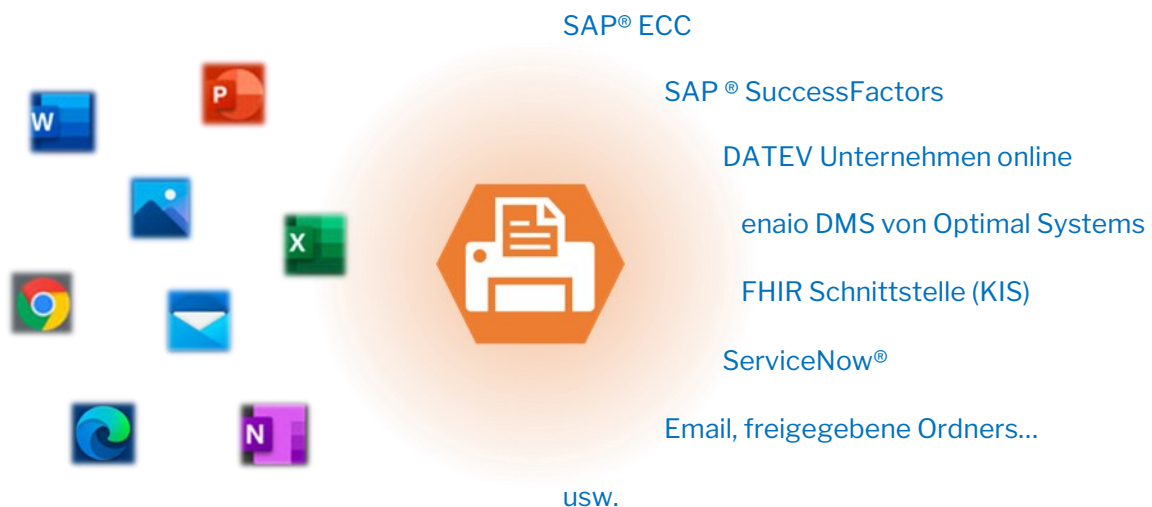 SAP® ECC
SAP ® SuccessFactors
DATEV Unternehmen online
enaio DMS von Optimal Systems
FHIR Schnittstelle (KIS)
ServiceNow®
Email, freigegebene Ordners...
usw.
P
W
X
N